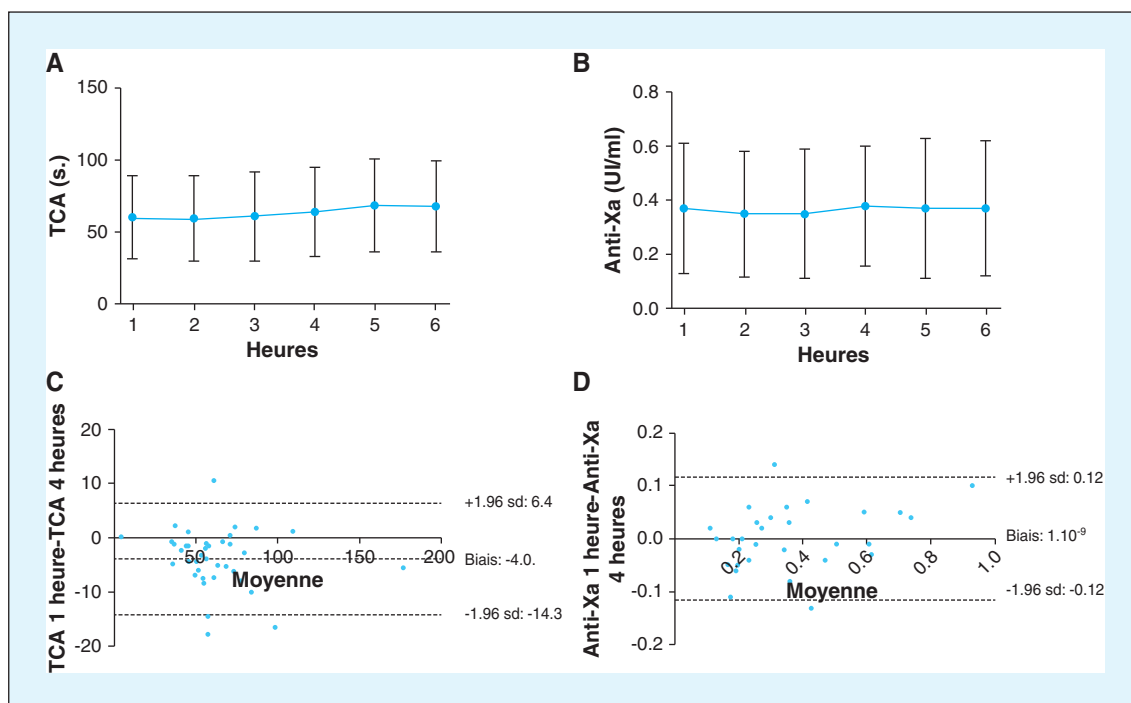 A
150
100
50
0
TCA (s.)
1 2 3 4 5 6
Heures
B
0.8
0.6
0.4
0.2
0.0
Anti-Xa (UI/ml)
1 2 3 4 5 6
Heures
C
20
10
0
-10
-20
TCA 1 heure-TCA 4 heures
50 100 150 200
Moyenne
+1.96 sd: 6.4
Biais: -4.0.
-1.96 sd: -14.3
D
0.2
0.1
0.0
-0.1
-0.2
Anti-Xa 1 heure-Anti-Xa
4 heures
0.2 0.4 0.6 0.8 1.0
Moyenne
+1.96 sd: 0.12
Biais: 1.10-9
-1.96 sd: -0.12